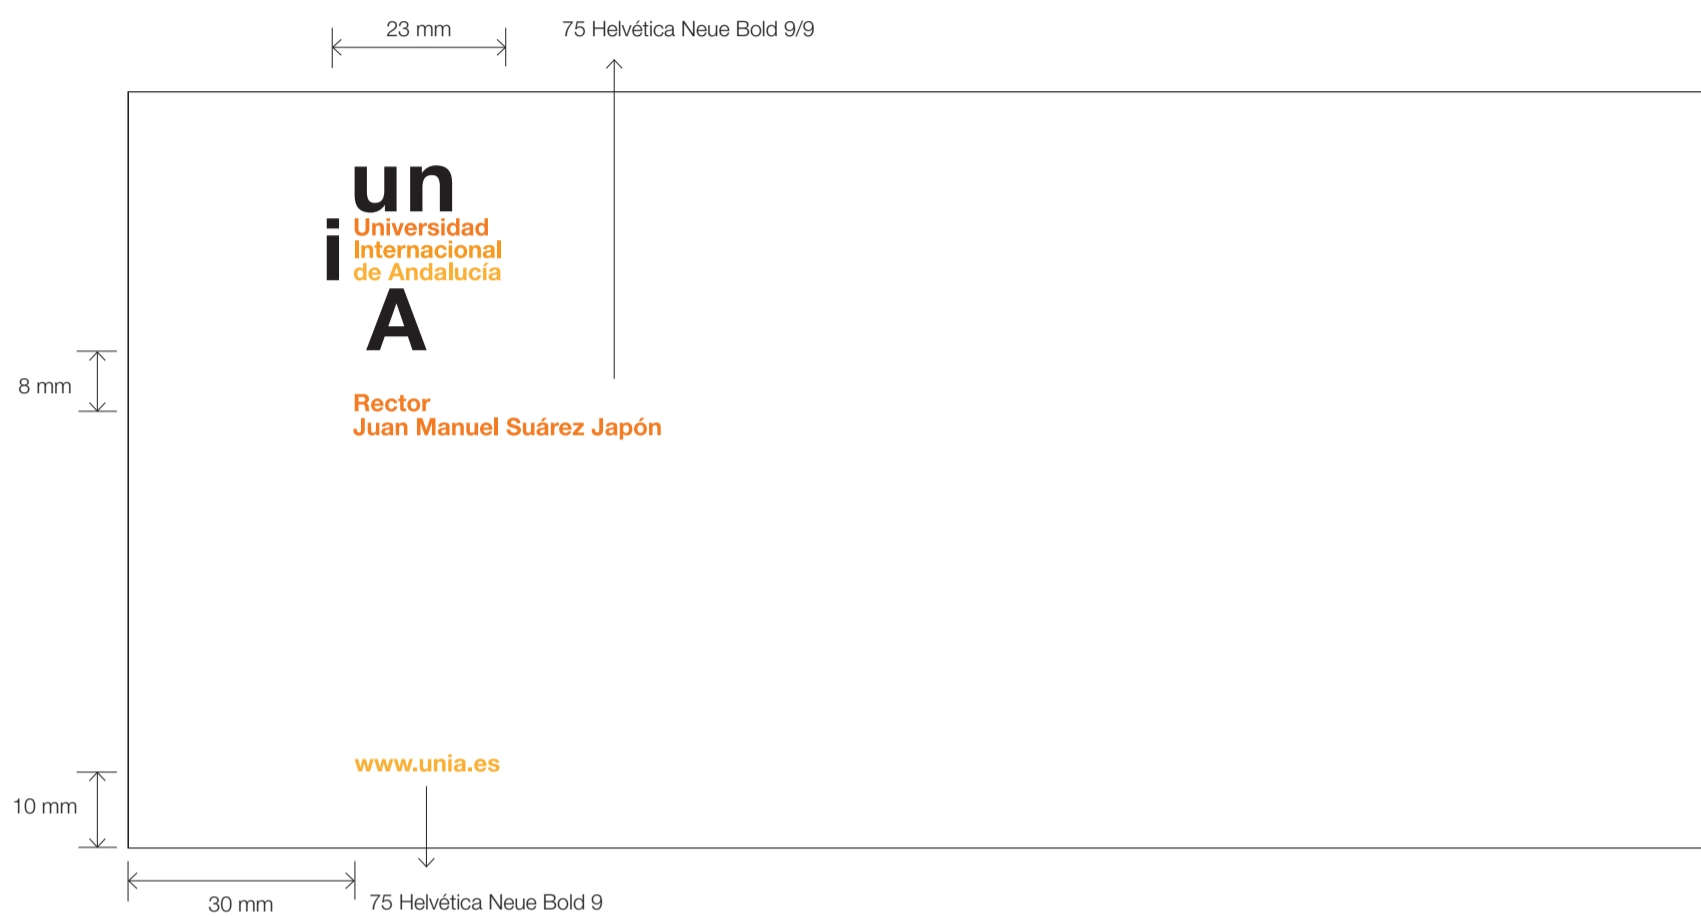 23 mm
75 Helvética Neue Bold 9/9
un
i
Universidad
Internacional
de Andalucía
A
8 mm
Rector
Juan Manuel Suárez Japón
www.unia.es
10 mm
30 mm
75 Helvética Neue Bold 9